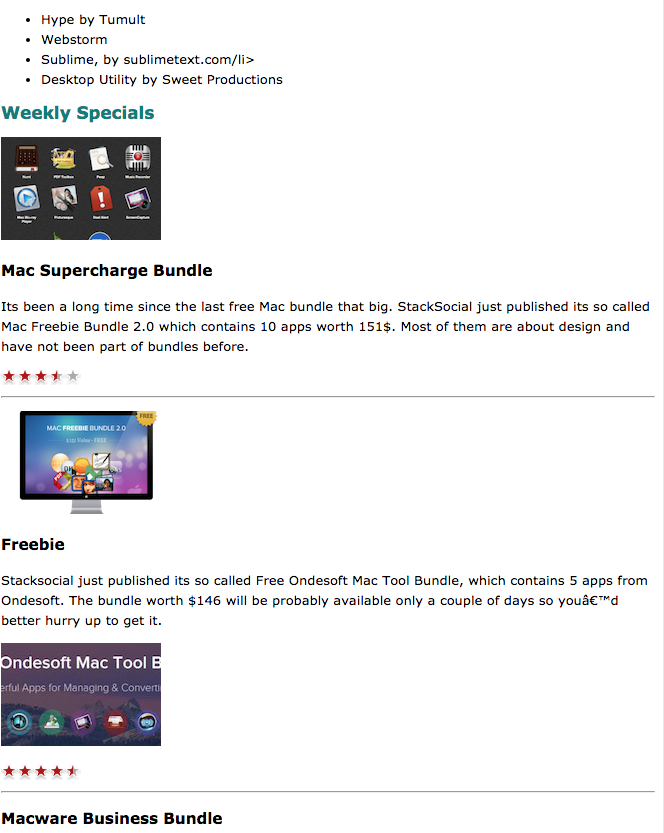 Hype by Tumult
Webstorm
Sublime, by sublimetext.com/li>
Desktop Utility by Sweet Productions
Weekly Specials
PDF Toolbox
Music Recorder
Mac Blu-ray
Player
Picturesque
ScreenCapture
Mac Supercharge Bundle
Its been a long time since the last free Mac bundle that big. StackSocial just published its so called
Mac Freebie Bundle 2.0 which contains 10 apps worth 151$. Most of them are about design and
have not been part of bundles before.
FREE
MAC FREEBIE BUNDLE 2.0
Freebie
Stacksocial just published its so called Free Ondesoft Mac Tool Bundle, which contains 5 apps from
Ondesoft. The bundle worth $146 will be probably available only a couple of days so youâ€™d
better hurry up to get it.
Ondesoft Mac Tool B
erful Apps for Managing & Converti
Macware Business Bundle